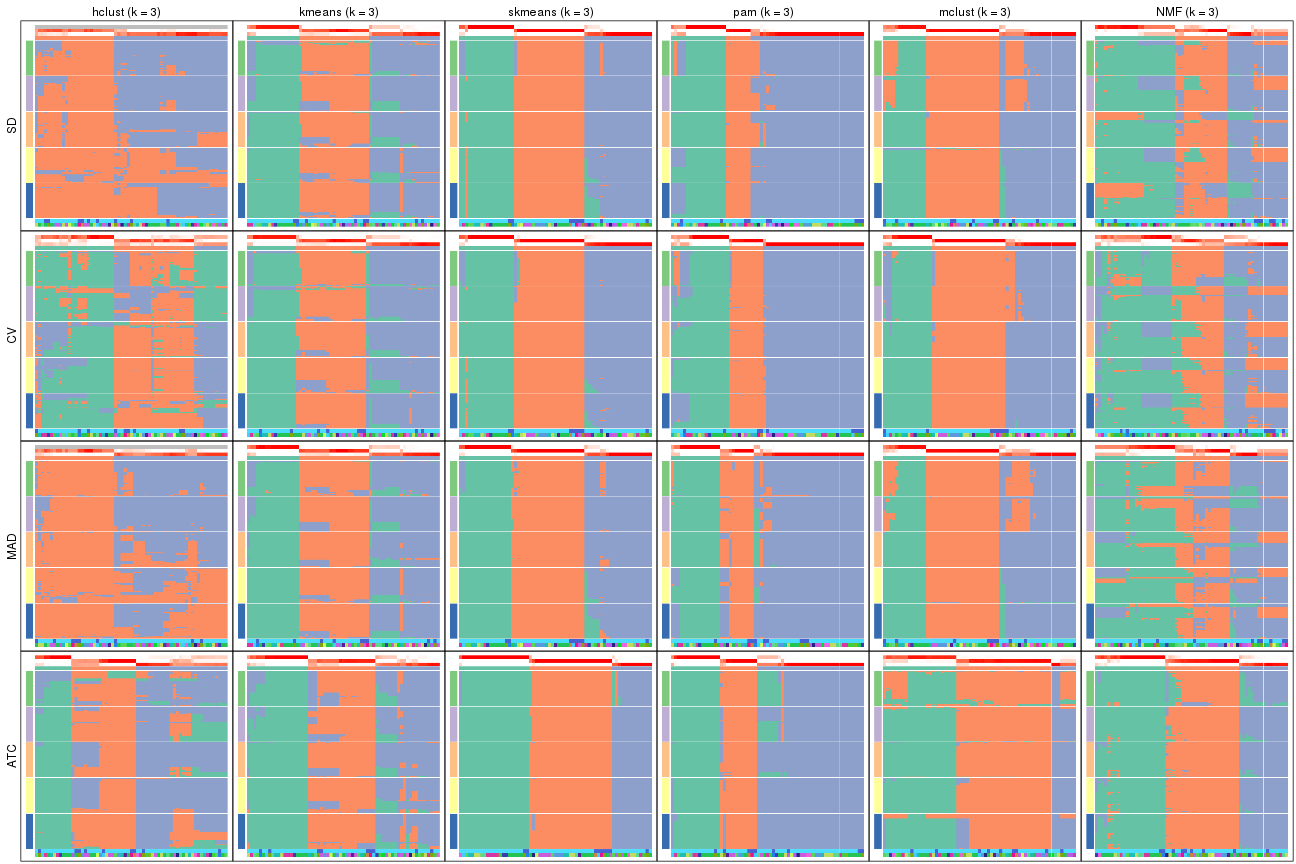 hclust (k = 3) kmeans (k = 3) skmeans (k = 3) pam (k = 3) mclust (k = 3) NMF (k = 3)
SD
CV
MAD
ATC